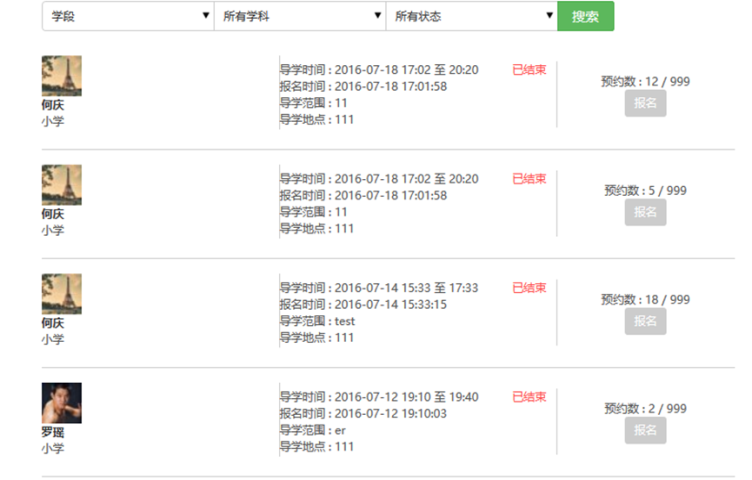 学段 所有学科 所有状态 搜索
导学时间 : 2016-07-18 17:02 至 20:20 已结束
报名时间 : 2016-07-18 17:01:58 预约数 : 12 / 999
导学范围 : 11 报名
何庆
导学地点 : 111
小学
导学时间 : 2016-07-18 17:02 至 20:20 已结束
报名时间 : 2016-07-18 17:01:58 预约数 : 5 / 999
导学范围 : 11 报名
何庆
导学地点 : 111
小学
导学时间 : 2016-07-14 15:33 至 17:33 已结束
报名时间 : 2016-07-14 15:33:15 预约数 : 18 / 999
导学范围 : test 报名
何庆
导学地点 : 111
小学
导学时间 : 2016-07-12 19:10 至 19:40 已结束
报名时间 : 2016-07-12 19:10:03 预约数 : 2 / 999
导学范围 : er 报名
罗瑶
导学地点 : 111
小学